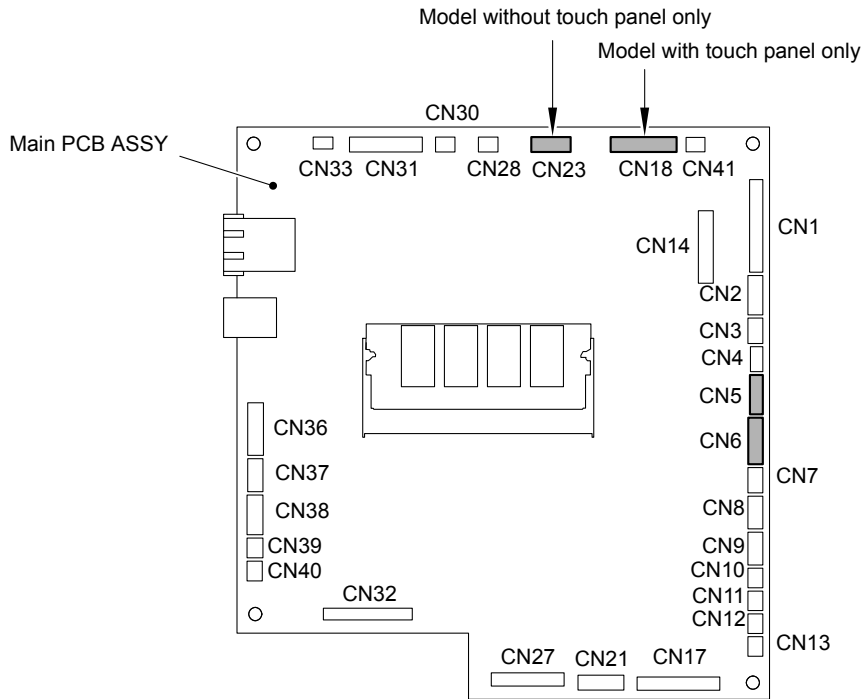 Model without touch panel only
Model with touch panel only
CN30
Main PCB ASSY
CN33
CN31
CN28
CN23
CN18
CN41
CN1
CN14
CN2
CN3
CN4
CN5
CN36
CN6
CN37
CN7
CN38
CN8
CN39
CN9
CN40
CN10
CN32
CN11
CN12
CN13
CN27
CN21
CN17